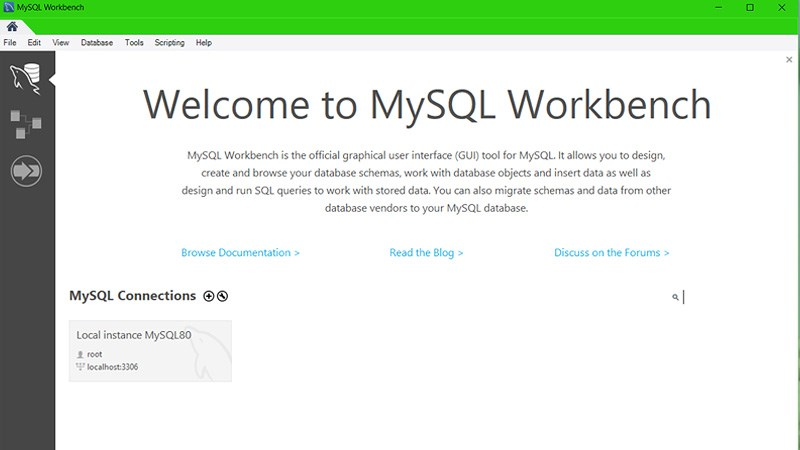 MySQL Workbench
File Edit View Database Tools Scripting Help
Welcome to MySQL Workbench
MySQL Workbench is the official graphical user interface (GUI) tool for MySQL. It allows you to design,
create and browse your database schemas, work with database objects and insert data as well as
design and run SQL queries to work with stored data. You can also migrate schemas and data from other
database vendors to your MySQL database.
Browse Documentation > Read the Blog > Discuss on the Forums >
MySQL Connections
Local instance MySQL80
root
localhost:3306